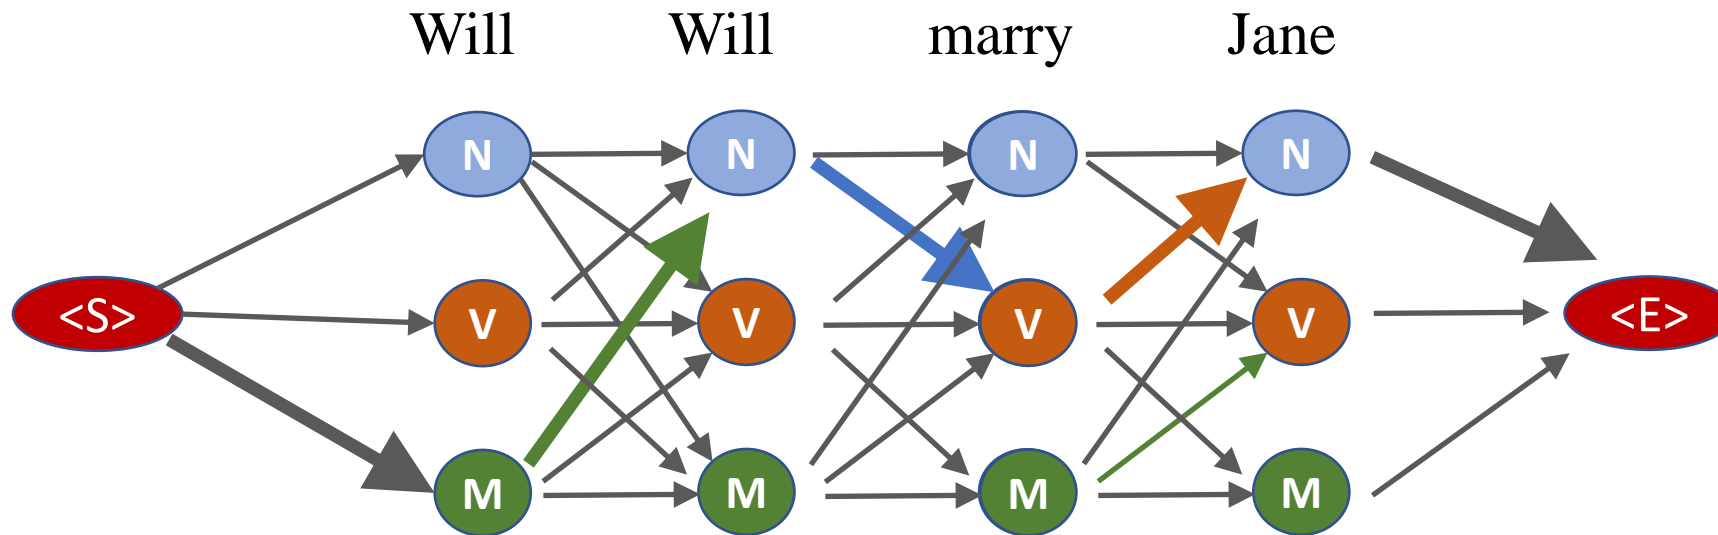 Will Will marry Jane
N N N N
<S> V V V V <E>
M M M M